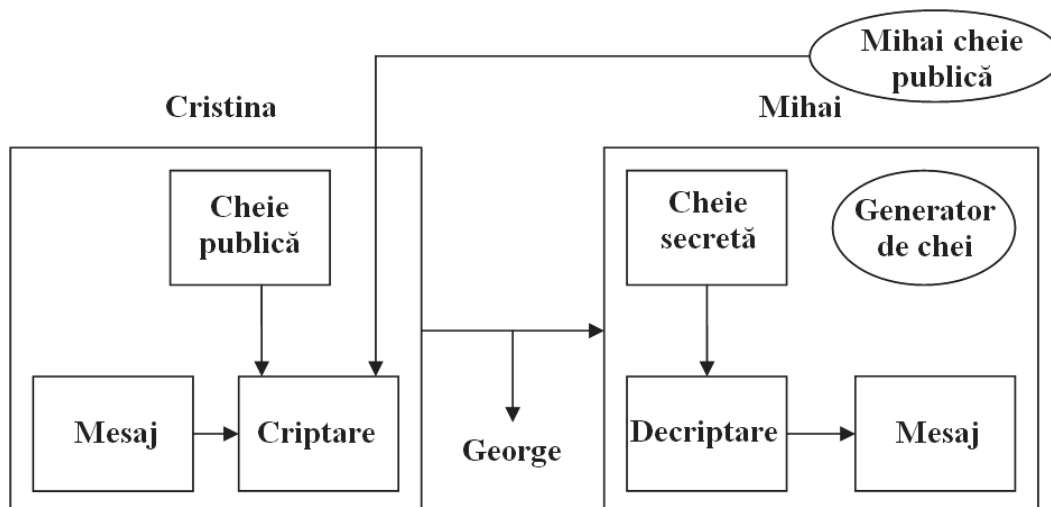 Mihai cheie
publică
Cristina
Mihai
Cheie
publică
Cheie
secretă
Generator
de chei
Mesaj
Criptare
George
Decriptare
Mesaj